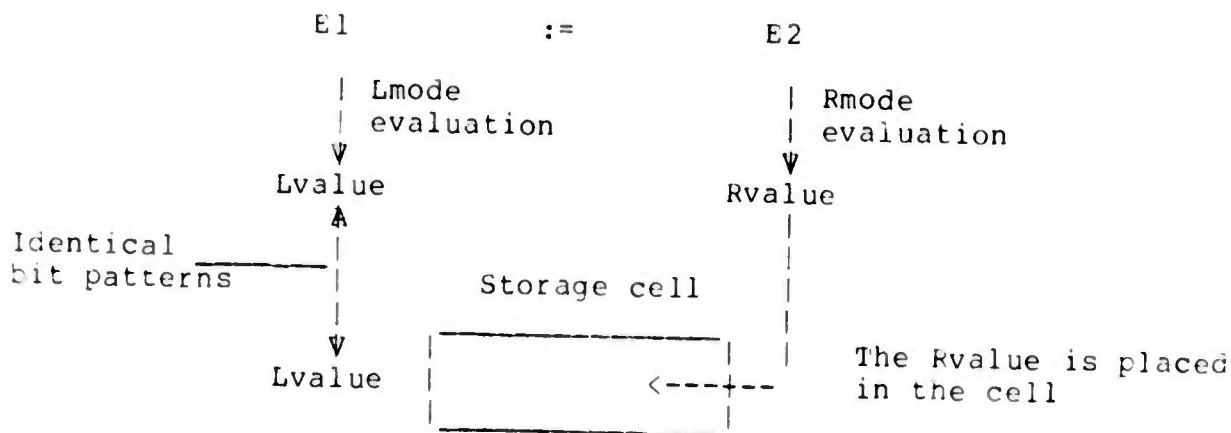 E1 := E2
Lmode
evaluation
Rmode
evaluation
Lvalue
Rvalue
Identical
bit patterns
Storage cell
Lvalue
The Rvalue is placed
in the cell